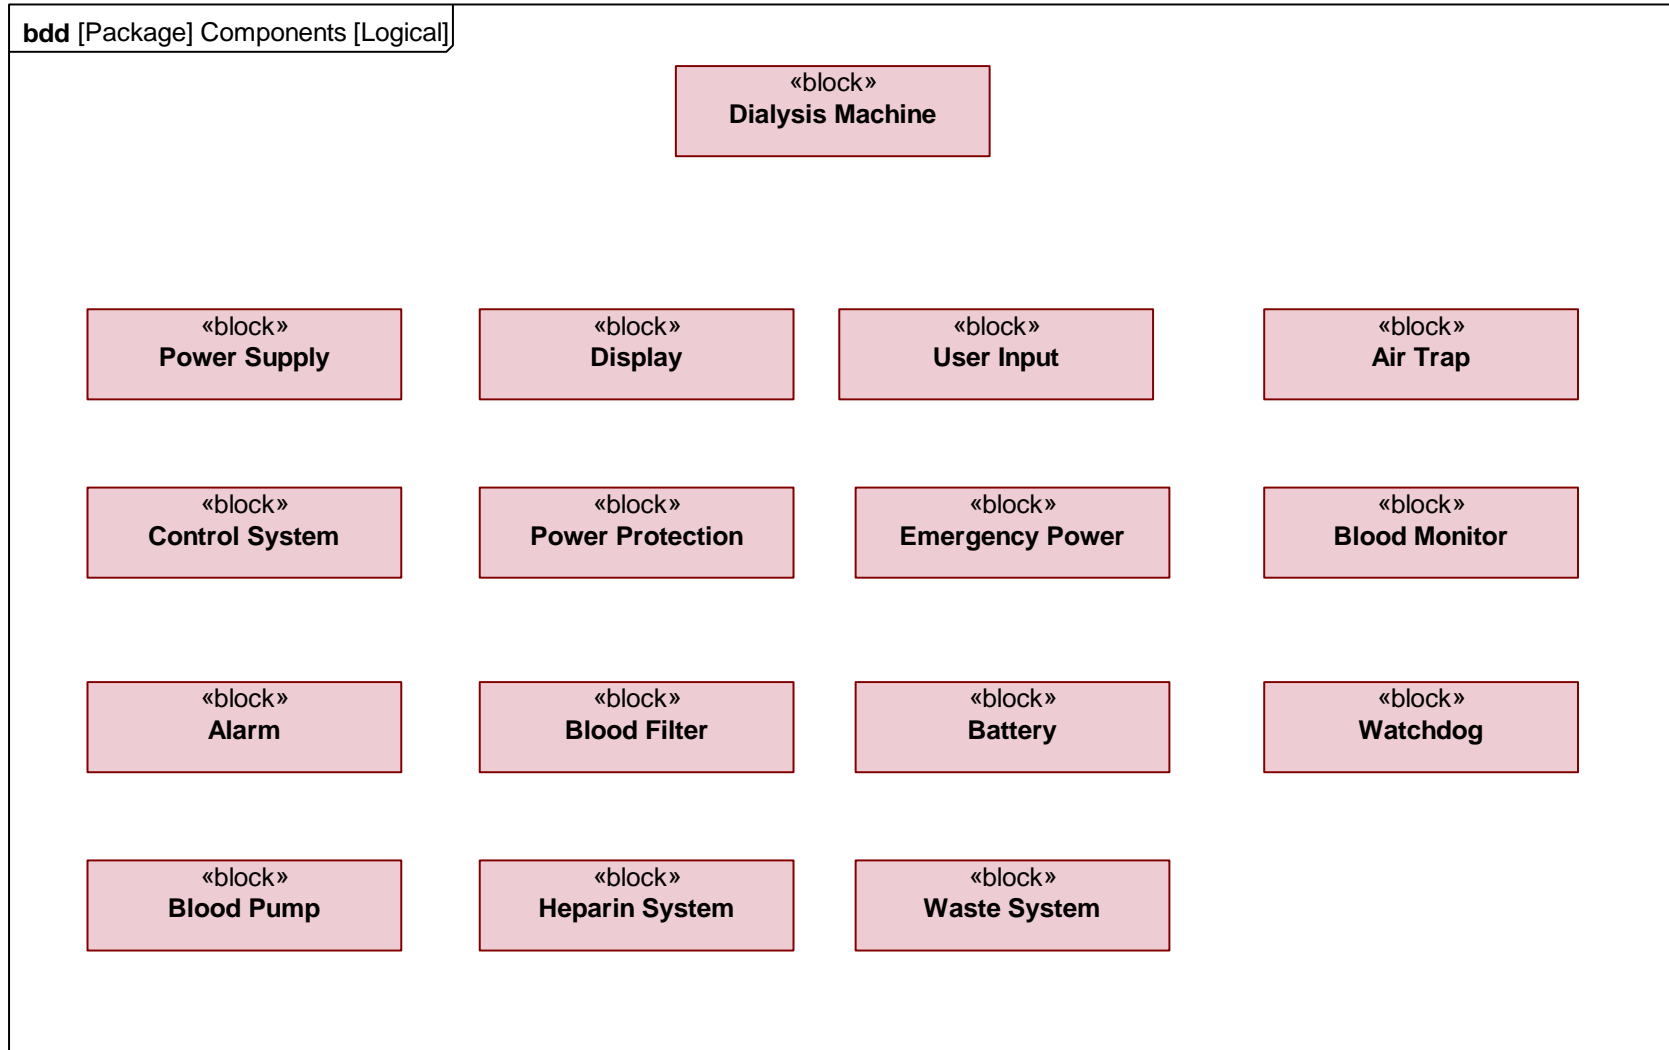 bdd [Package] Components [Logical]
«block»
Dialysis Machine
«block»
Power Supply
«block»
Display
«block»
User Input
«block»
Air Trap
«block»
Control System
«block»
Power Protection
«block»
Emergency Power
«block»
Blood Monitor
«block»
Alarm
«block»
Blood Filter
«block»
Battery
«block»
Watchdog
«block»
Blood Pump
«block»
Heparin System
«block»
Waste System